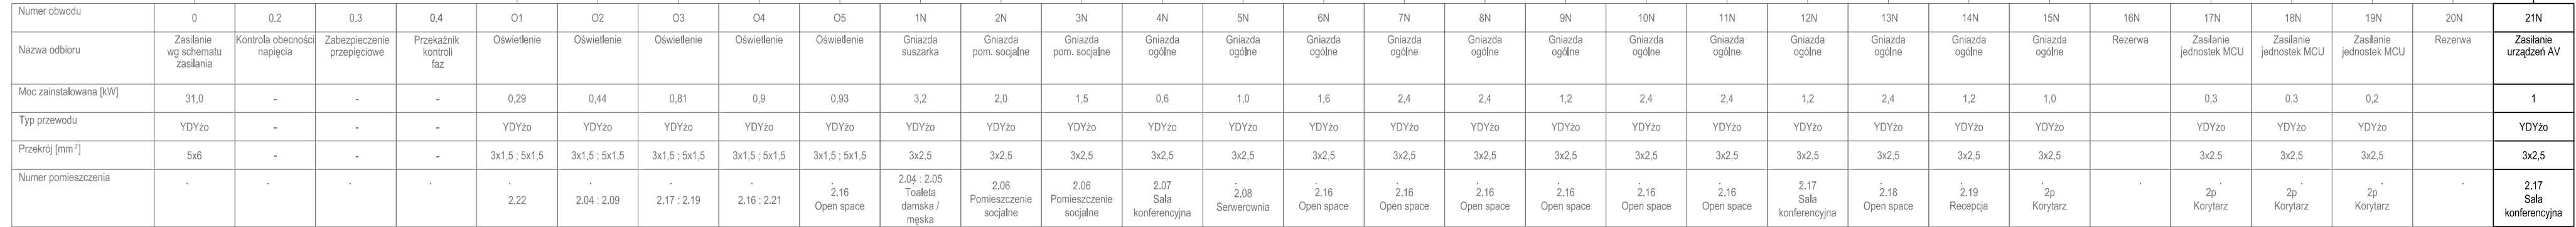 Numer obwodu 0 0.2 0.3 0.4 O1 O2 O3 O4 O5 1N 2N 3N 4N 5N 6N 7N 8N 9N 10N 11N 12N 13N 14N 15N 16N 17N 18N 19N 20N 21N
Nazwa odbioru
Zasilanie
wg schematu
zasilania
Kontrola obecności
napięcia
Zabezpieczenie
przepięciowe
Przekaźnik
kontroli
faz
Oświetlenie
Oświetlenie
Oświetlenie
Oświetlenie
Oświetlenie
Gniazda
suszarka
Gniazda
pom. socjalne
Gniazda
pom. socjalne
Gniazda
ogólne
Gniazda
ogólne
Gniazda
ogólne
Gniazda
ogólne
Gniazda
ogólne
Gniazda
ogólne
Gniazda
ogólne
Gniazda
ogólne
Gniazda
ogólne
Gniazda
ogólne
Gniazda
ogólne
Gniazda
ogólne
Rezerwa
Zasilanie
jednostek MCU
Zasilanie
jednostek MCU
Zasilanie
jednostek MCU
Rezerwa
Zasilanie
urządzeń AV
Moc zainstalowana [kW] 31,0 - - - 0,29 0,44 0,81 0,9 0,93 3,2 2,0 1,5 0,6 1,0 1,6 2,4 2,4 1,2 2,4 2,4 1,2 2,4 1,2 1,0 0,3 0,3 0,2 1
Typ przewodu YDYżo - - - YDYżo YDYżo YDYżo YDYżo YDYżo YDYżo YDYżo YDYżo YDYżo YDYżo YDYżo YDYżo YDYżo YDYżo YDYżo YDYżo YDYżo YDYżo YDYżo YDYżo YDYżo YDYżo YDYżo YDYżo
Przekrój [mm²] 5x6 - - - 3x1,5 ; 5x1,5 3x1,5 ; 5x1,5 3x1,5 ; 5x1,5 3x1,5 ; 5x1,5 3x1,5 ; 5x1,5 3x2,5 3x2,5 3x2,5 3x2,5 3x2,5 3x2,5 3x2,5 3x2,5 3x2,5 3x2,5 3x2,5 3x2,5 3x2,5 3x2,5 3x2,5 3x2,5 3x2,5 3x2,5 3x2,5
Numer pomieszczenia
2.22
2.04 : 2.09
2.17 : 2.19
2.16 : 2.21
2.16
Open space
2.04 : 2.05
Toaleta
damska /
męska
2.06
Pomieszczenie
socjalne
2.06
Pomieszczenie
socjalne
2.07
Sala
konferencyjna
2.08
Serwerownia
2.16
Open space
2.16
Open space
2.16
Open space
2.16
Open space
2.16
Open space
2.16
Open space
2.17
Sala
konferencyjna
2.18
Open space
2.19
Recepcja
2p
Korytarz
2p
Korytarz
2p
Korytarz
2p
Korytarz
2.17
Sala
konferencyjna